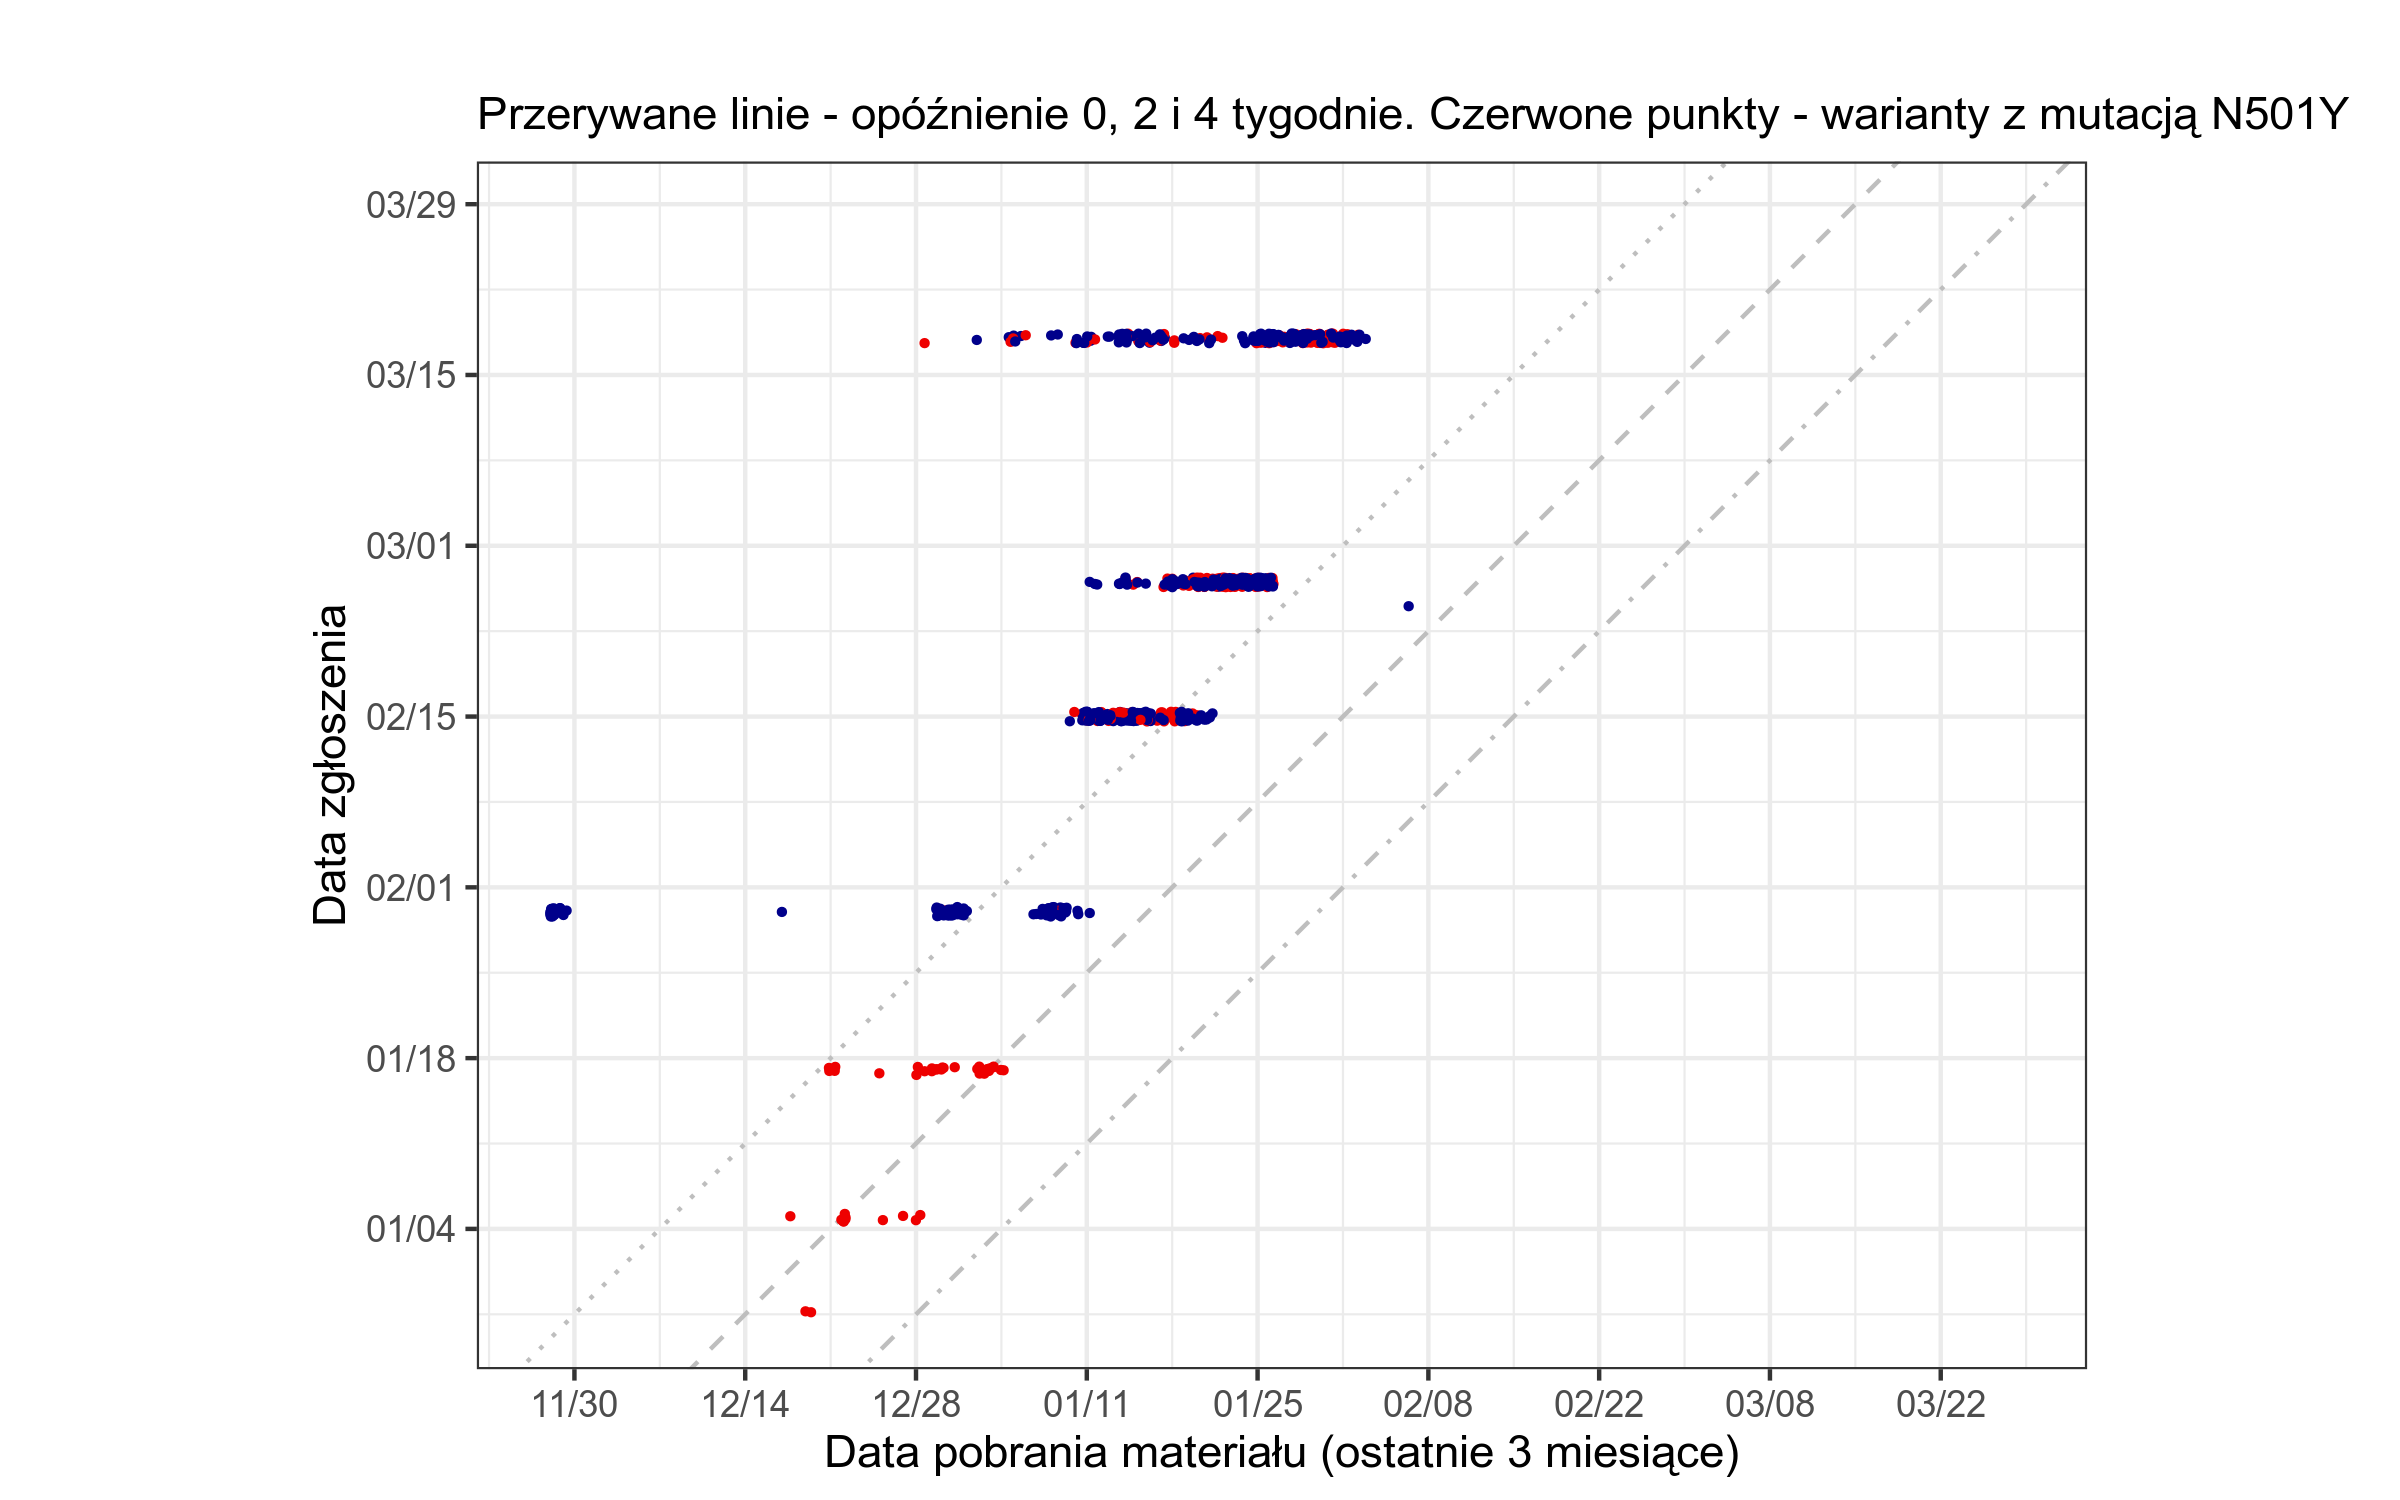 Przerywane linie - opóźnienie 0, 2 i 4 tygodnie. Czerwone punkty - warianty z mutacją N501Y
03/29
03/15
03/01
02/15
02/01
01/18
01/04
Data zgłoszenia
11/30 12/14 12/28 01/11 01/25 02/08 02/22 03/08 03/22
Data pobrania materiału (ostatnie 3 miesiące)